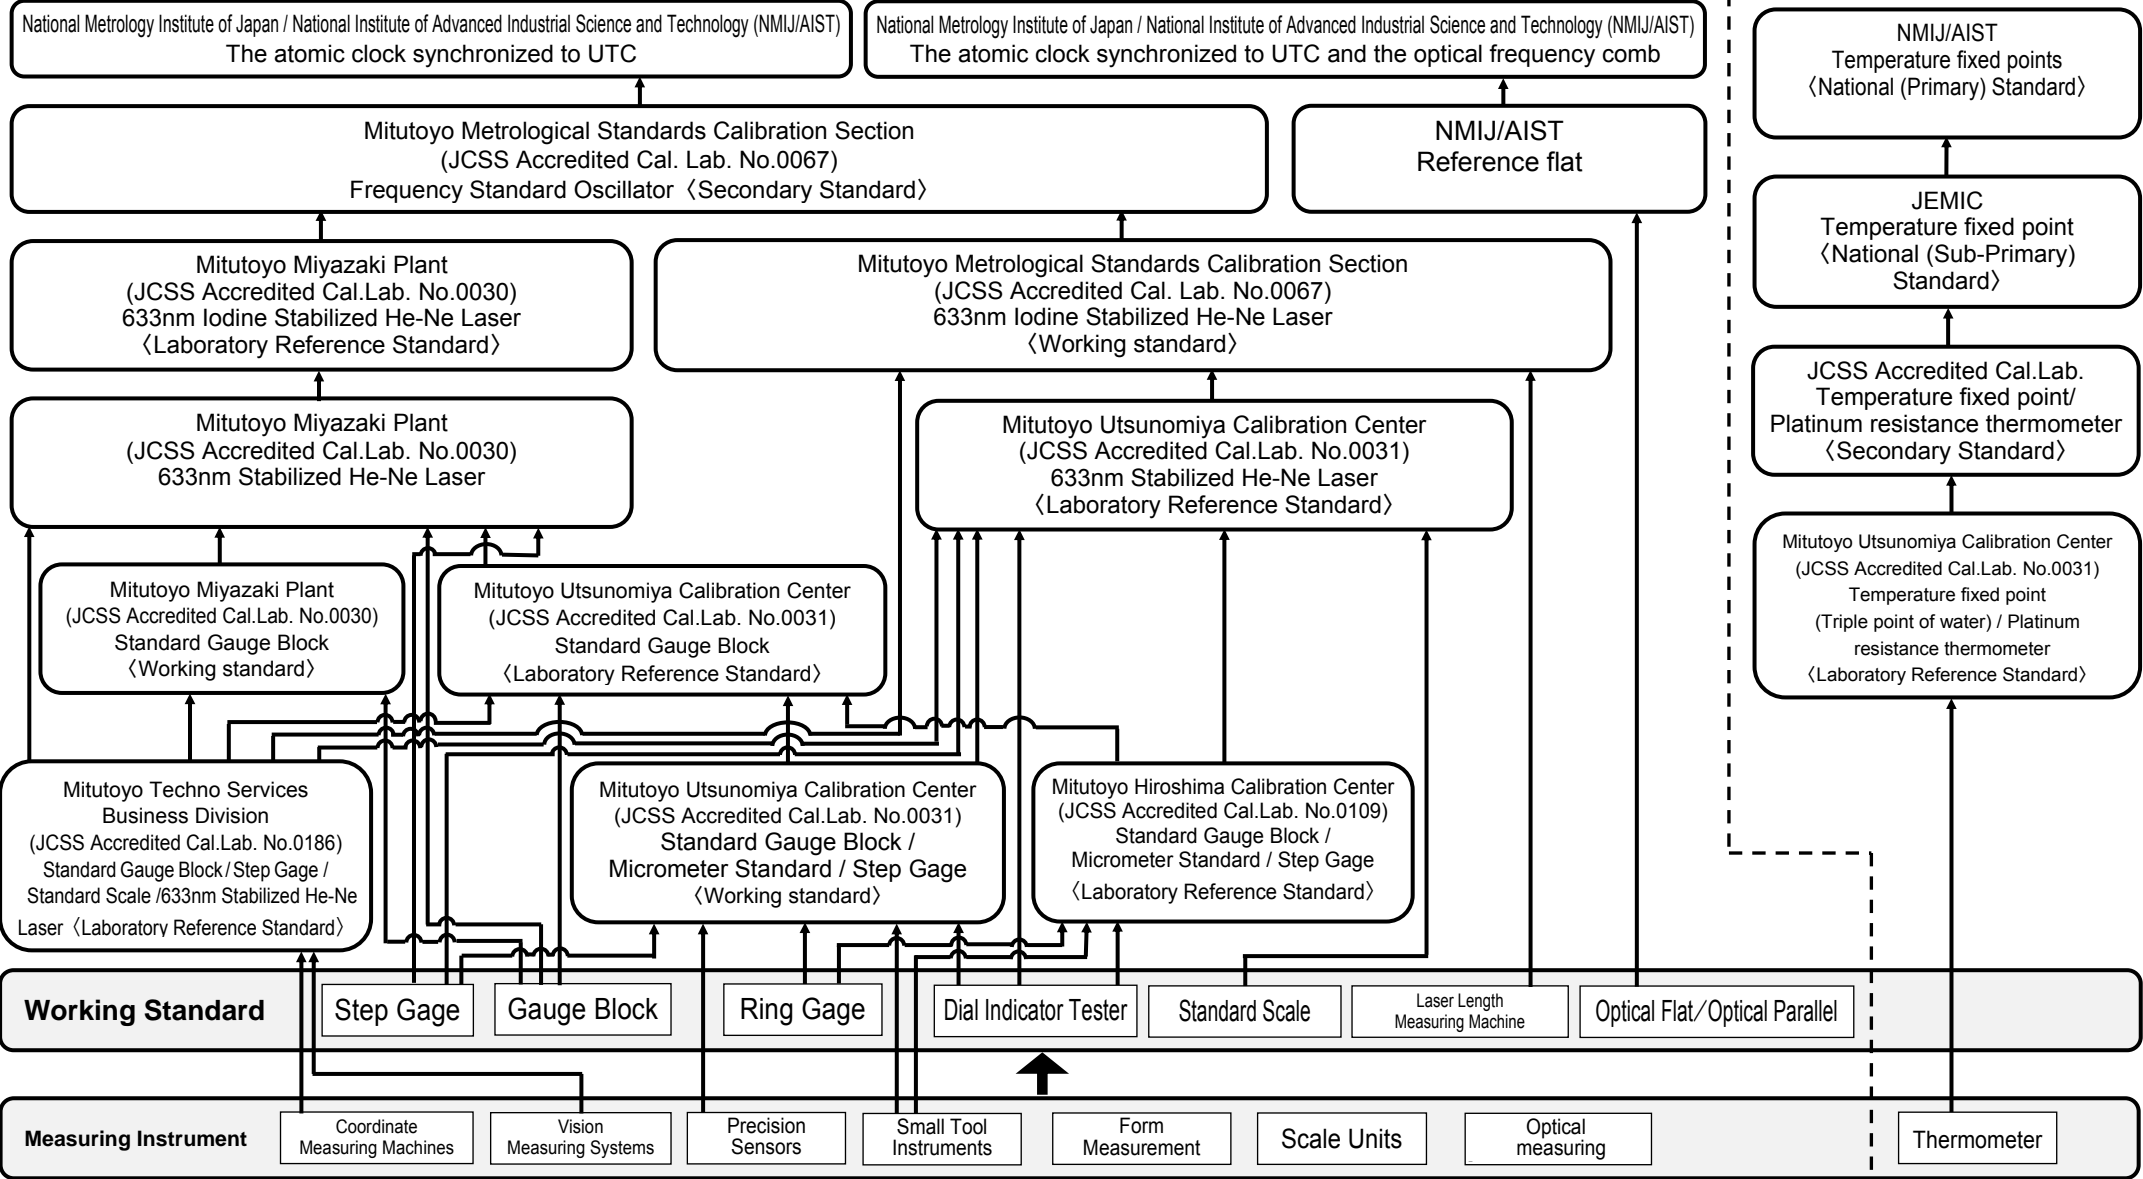 National Metrology Institute of Japan / National Institute of Advanced Industrial Science and Technology (NMIJ/AIST)
The atomic clock synchronized to UTC
National Metrology Institute of Japan / National Institute of Advanced Industrial Science and Technology (NMIJ/AIST)
The atomic clock synchronized to UTC and the optical frequency comb
NMIJ/AIST
Temperature fixed points
〈National (Primary) Standard〉
Mitutoyo Metrological Standards Calibration Section
(JCSS Accredited Cal. Lab. No.0067)
Frequency Standard Oscillator 〈Secondary Standard〉
NMIJ/AIST
Reference flat
JEMIC
Temperature fixed point
〈National (Sub-Primary)
Standard〉
Mitutoyo Miyazaki Plant
(JCSS Accredited Cal.Lab. No.0030)
633nm Iodine Stabilized He-Ne Laser
〈Laboratory Reference Standard〉
Mitutoyo Metrological Standards Calibration Section
(JCSS Accredited Cal. Lab. No.0067)
633nm Iodine Stabilized He-Ne Laser
〈Working standard〉
JCSS Accredited Cal.Lab.
Temperature fixed point/
Platinum resistance thermometer
〈Secondary Standard〉
Mitutoyo Miyazaki Plant
(JCSS Accredited Cal.Lab. No.0030)
633nm Stabilized He-Ne Laser
Mitutoyo Utsunomiya Calibration Center
(JCSS Accredited Cal.Lab. No.0031)
633nm Stabilized He-Ne Laser
〈Laboratory Reference Standard〉
Mitutoyo Utsunomiya Calibration Center
(JCSS Accredited Cal.Lab. No.0031)
Temperature fixed point
(Triple point of water) / Platinum
resistance thermometer
〈Laboratory Reference Standard〉
Mitutoyo Miyazaki Plant
(JCSS Accredited Cal.Lab. No.0030)
Standard Gauge Block
〈Working standard〉
Mitutoyo Utsunomiya Calibration Center
(JCSS Accredited Cal.Lab. No.0031)
Standard Gauge Block
〈Laboratory Reference Standard〉
Mitutoyo Techno Services
Business Division
(JCSS Accredited Cal.Lab. No.0186)
Standard Gauge Block / Step Gage /
Standard Scale /633nm Stabilized He-Ne
Laser 〈Laboratory Reference Standard〉
Mitutoyo Utsunomiya Calibration Center
(JCSS Accredited Cal.Lab. No.0031)
Standard Gauge Block /
Micrometer Standard / Step Gage
〈Working standard〉
Mitutoyo Hiroshima Calibration Center
(JCSS Accredited Cal.Lab. No.0109)
Standard Gauge Block /
Micrometer Standard / Step Gage
〈Laboratory Reference Standard〉
Working Standard
Step Gage
Gauge Block
Ring Gage
Dial Indicator Tester
Standard Scale
Laser Length
Measuring Machine
Optical Flat/Optical Parallel
Measuring Instrument
Coordinate
Measuring Machines
Vision
Measuring Systems
Precision
Sensors
Small Tool
Instruments
Form
Measurement
Scale Units
Optical
measuring
Thermometer